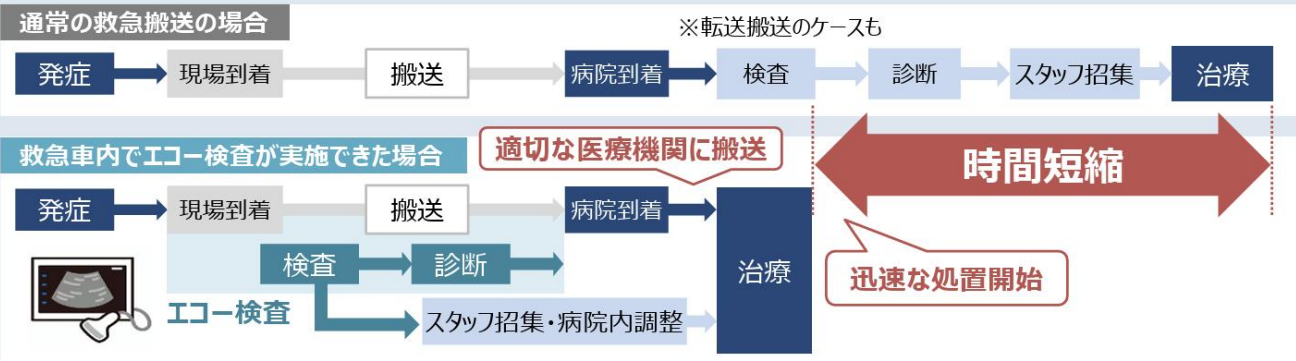 通常の救急搬送の場合
※転送搬送のケースも
発症
現場到着
搬送
病院到着
検査
診断
スタッフ招集
治療
救急車内でエコー検査が実施できた場合
適切な医療機関に搬送
時間短縮
発症
現場到着
搬送
病院到着
検査
診断
治療
迅速な処置開始
エコー検査
スタッフ招集・病院内調整